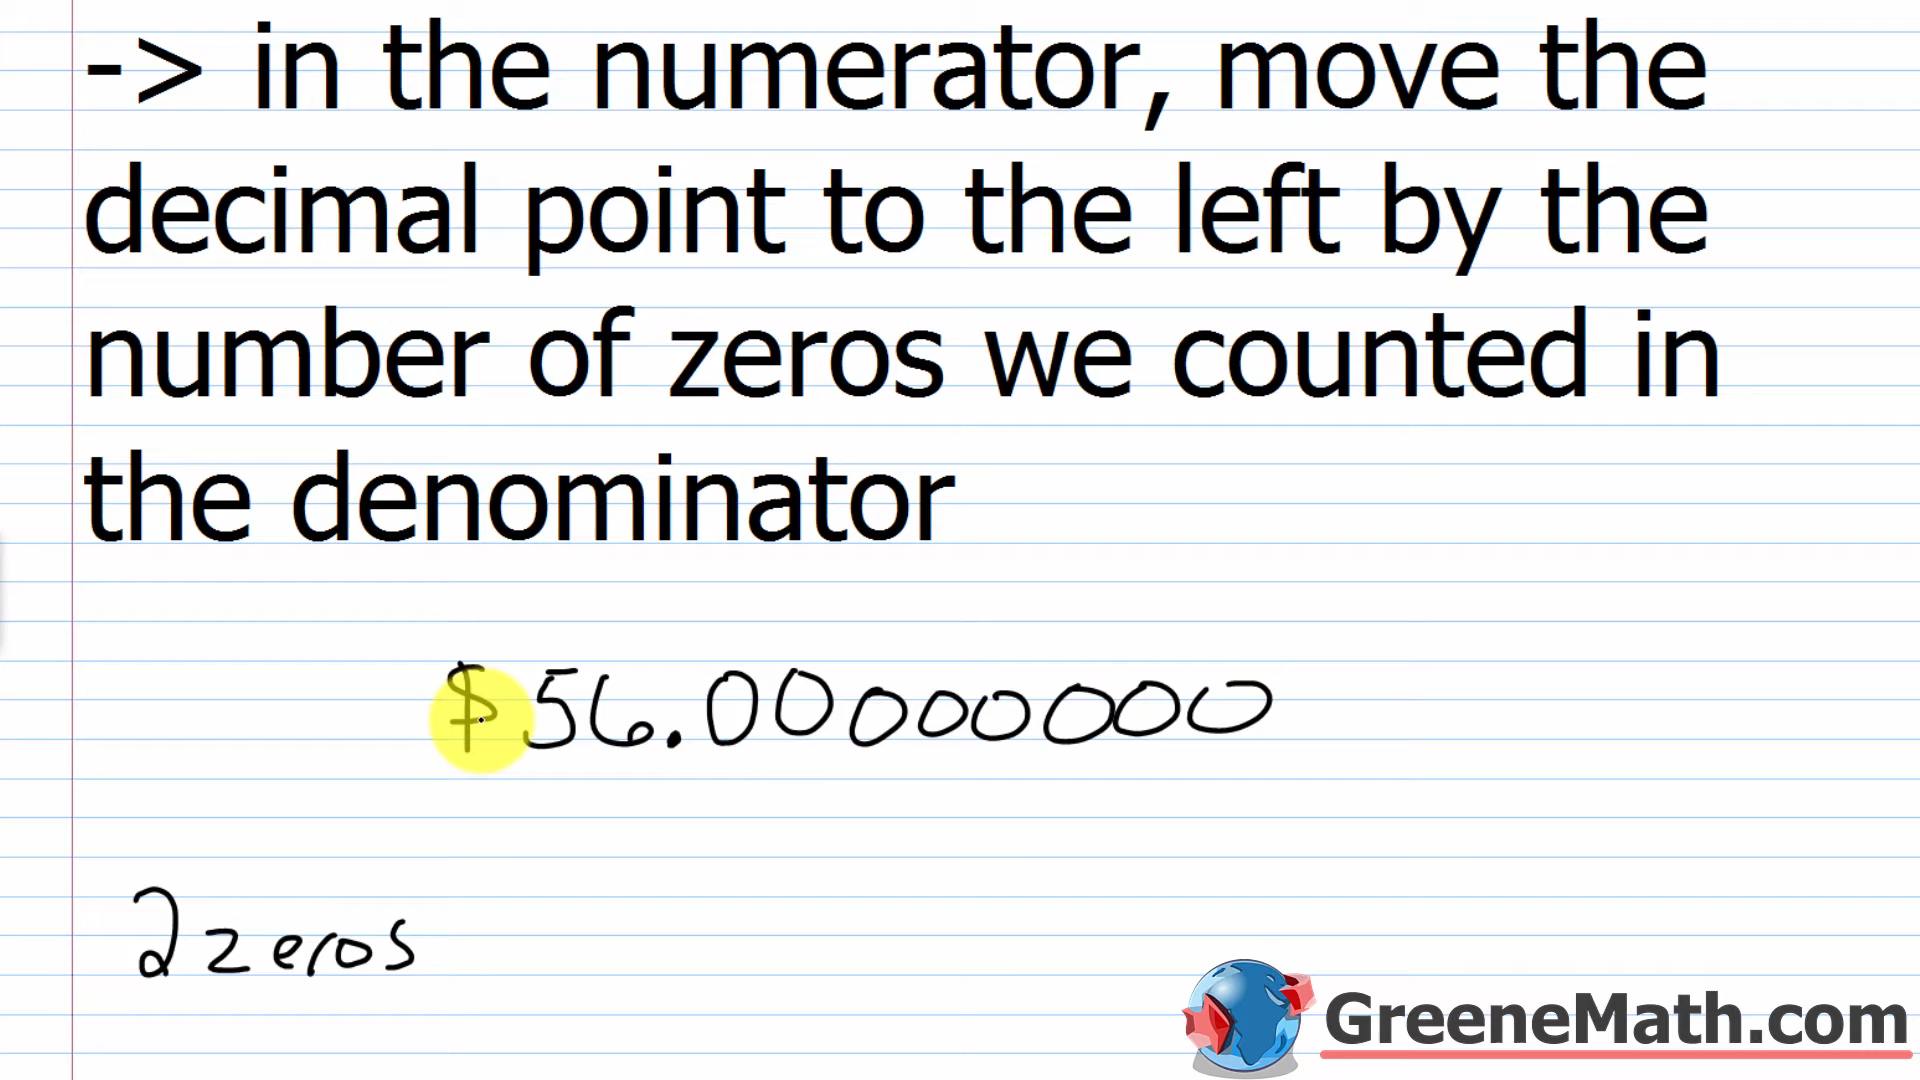 -> in the numerator, move the
decimal point to the left by the
number of zeros we counted in
the denominator
$56.0000000000
2 zeros
GreeneMath.com